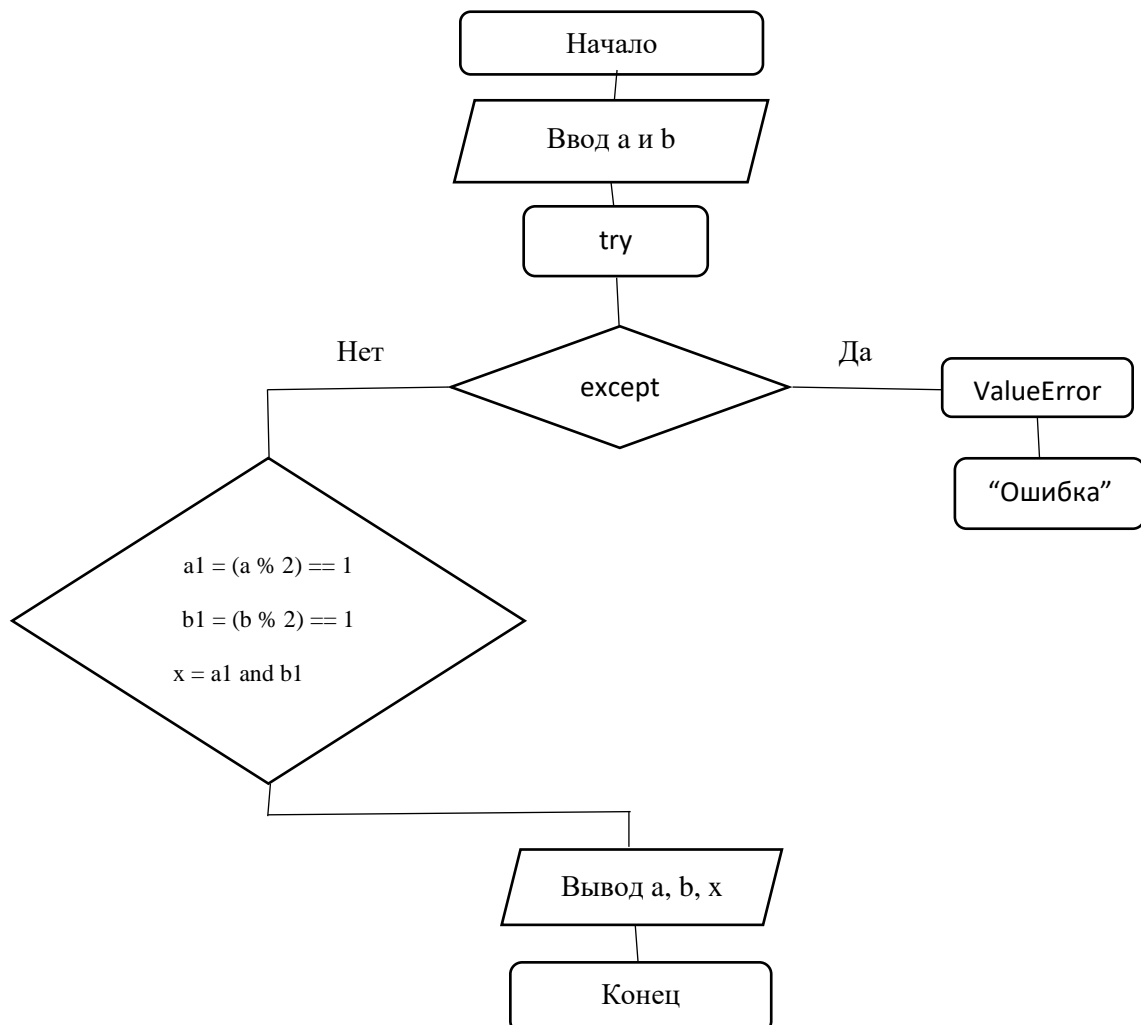 Начало
Ввод a и b
try
Нет
Да
except
ValueError
“Ошибка”
a1 = (a % 2) == 1
b1 = (b % 2) == 1
x = a1 and b1
Вывод a, b, x
Конец